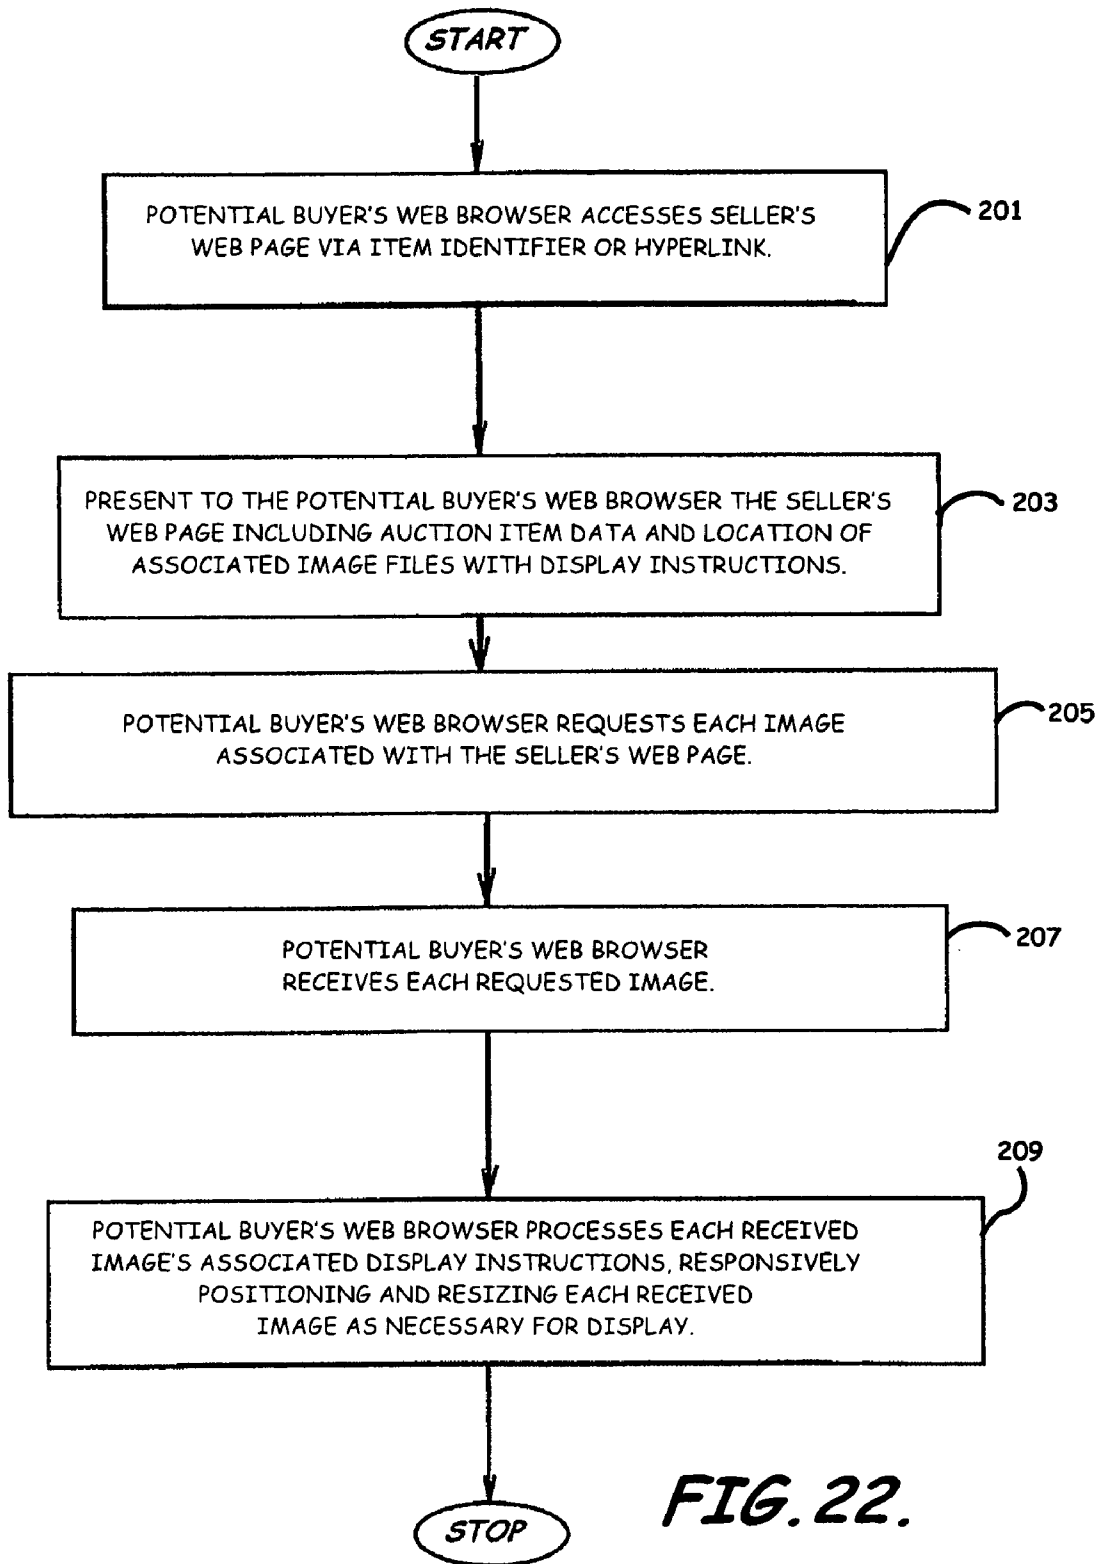 START
POTENTIAL BUYER'S WEB BROWSER ACCESSES SELLER'S
WEB PAGE VIA ITEM IDENTIFIER OR HYPERLINK.
201
PRESENT TO THE POTENTIAL BUYER'S WEB BROWSER THE SELLER'S
WEB PAGE INCLUDING AUCTION ITEM DATA AND LOCATION OF
ASSOCIATED IMAGE FILES WITH DISPLAY INSTRUCTIONS.
203
POTENTIAL BUYER'S WEB BROWSER REQUESTS EACH IMAGE
ASSOCIATED WITH THE SELLER'S WEB PAGE.
205
POTENTIAL BUYER'S WEB BROWSER
RECEIVES EACH REQUESTED IMAGE.
207
209
POTENTIAL BUYER'S WEB BROWSER PROCESSES EACH RECEIVED
IMAGE'S ASSOCIATED DISPLAY INSTRUCTIONS, RESPONSIVELY
POSITIONING AND RESIZING EACH RECEIVED
IMAGE AS NECESSARY FOR DISPLAY.
STOP
FIG. 22.